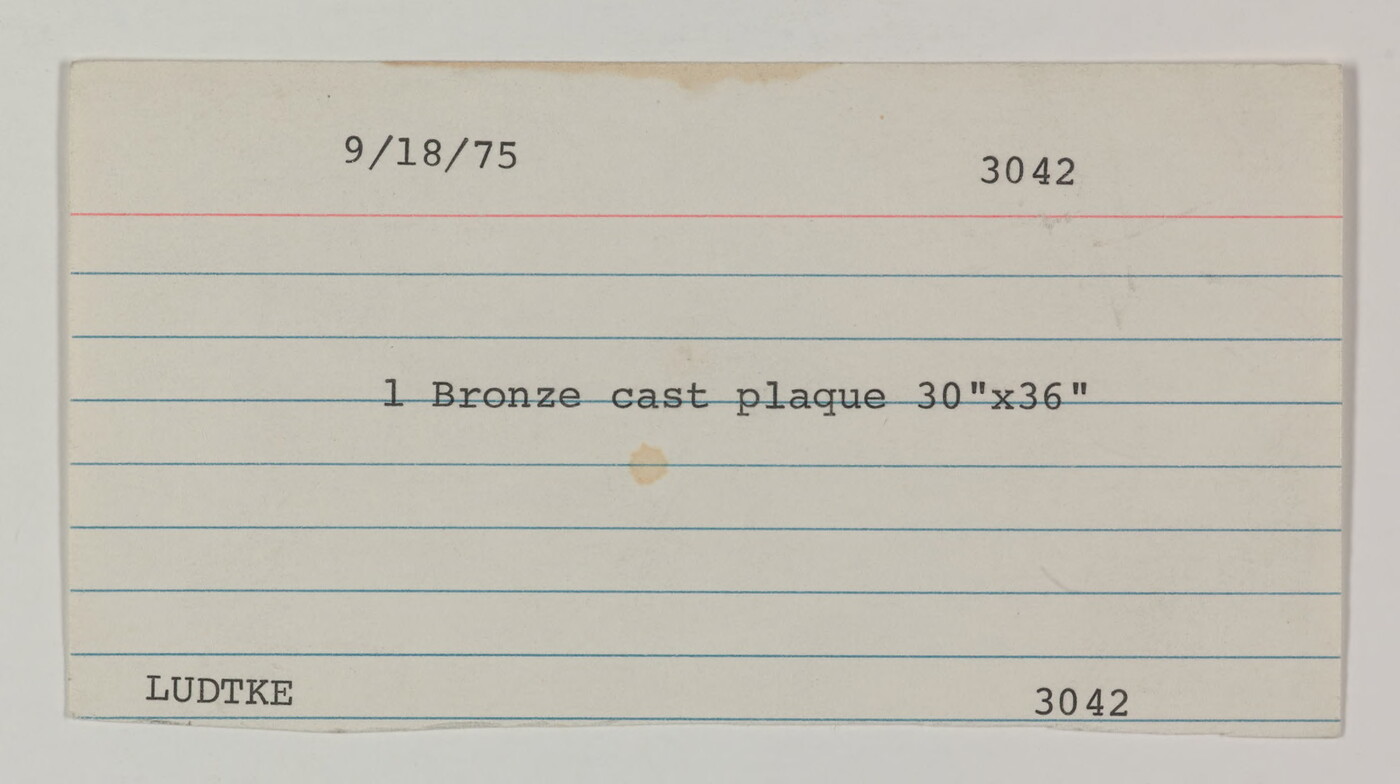 9/18/75 3042
1 Bronze cast plaque 30"x36"
LUDTKE 3042